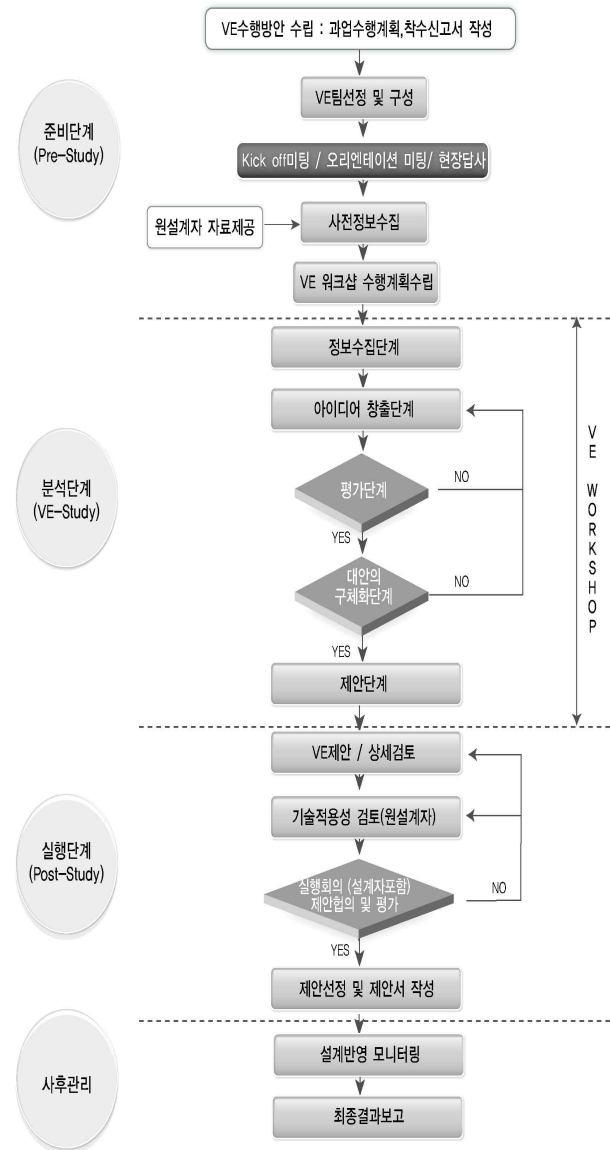 VE수행방안 수립 : 과업수행계획,착수신고서 작성
VE팀선정 및 구성
준비단계
(Pre-Study)
Kick off미팅 / 오리엔테이션 미팅/ 현장답사
원설계자 자료제공
사전정보수집
VE 워크샵 수행계획수립
정보수집단계
아이디어 창출단계
분석단계
(VE-Study)
평가단계
NO
YES
대안의
구체화단계
NO
YES
제안단계
VE WORKSHOP
VE제안 / 상세검토
기술적용성 검토(원설계자)
실행단계
(Post-Study)
실행회의 (설계자포함)
제안협의 및 평가
NO
YES
제안선정 및 제안서 작성
사후관리
설계반영 모니터링
최종결과보고